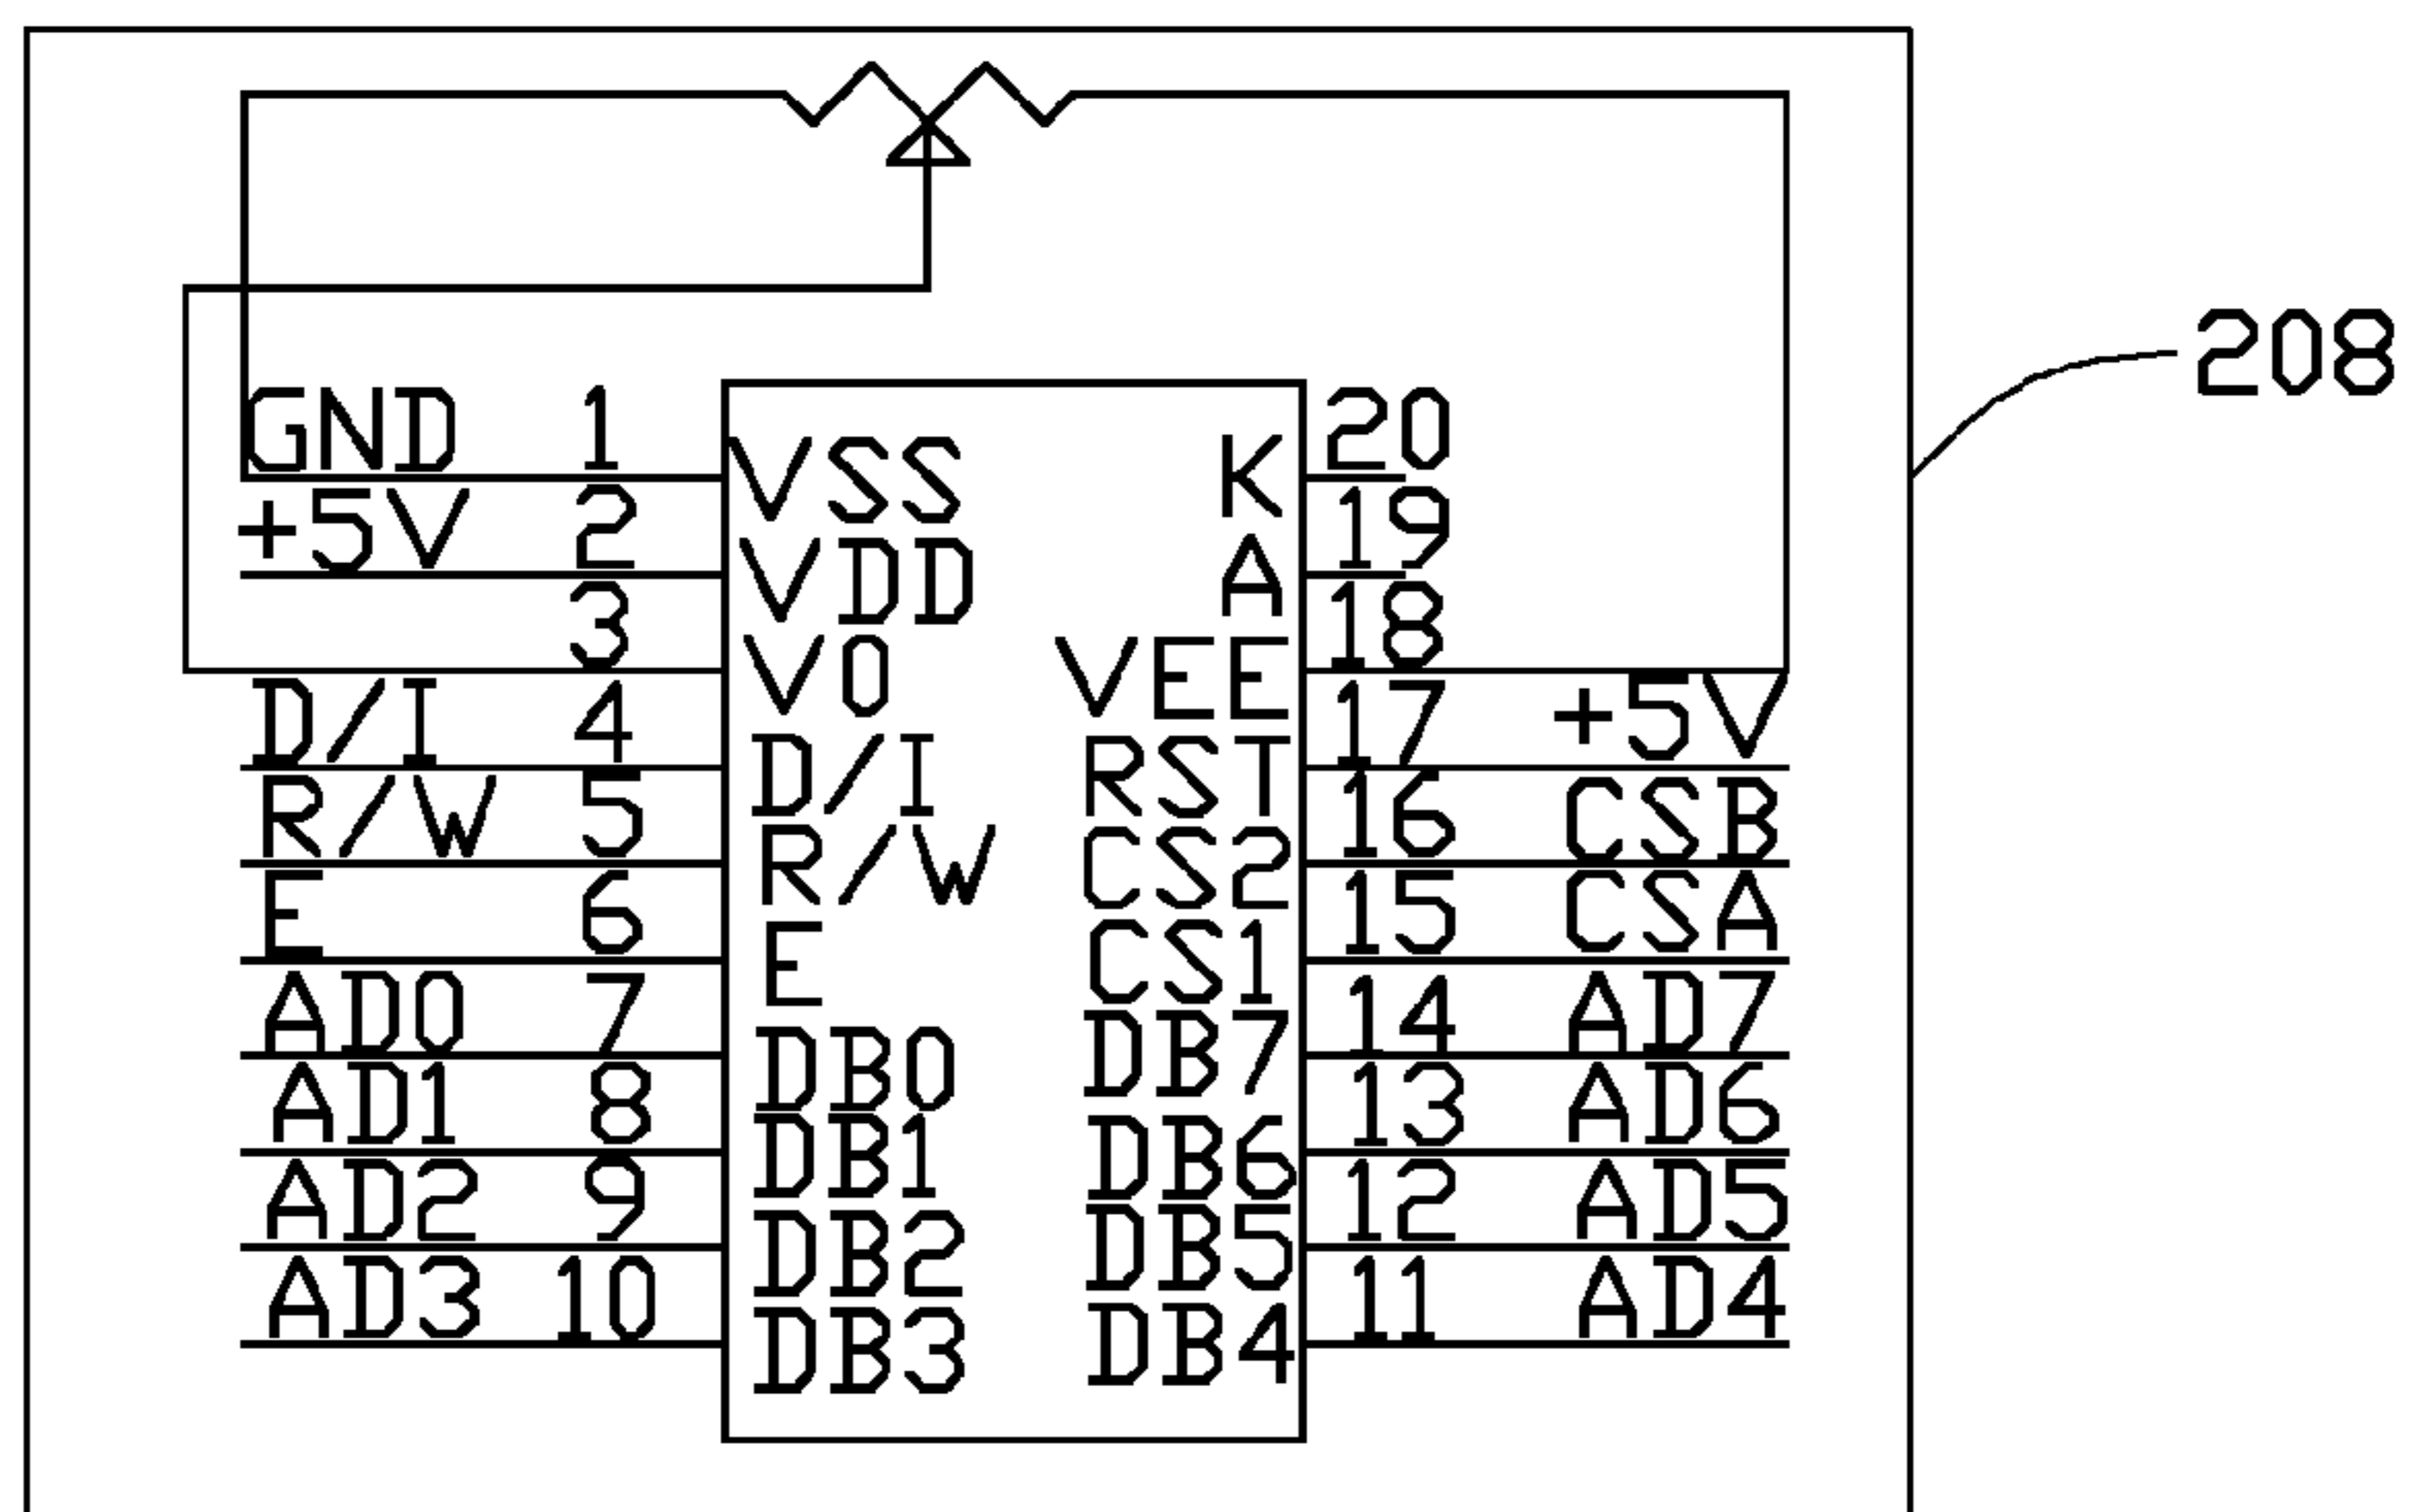 208
GND 1 VSS K 20
+5V 2 VDD A 19
3 V0 VEE 18
D/I 4 D/I RST 17 +5V
R/W 5 R/W CS2 16 CSB
E 6 E CS1 15 CSA
AD0 7 DB0 DB7 14 AD7
AD1 8 DB1 DB6 13 AD6
AD2 9 DB2 DB5 12 AD5
AD3 10 DB3 DB4 11 AD4